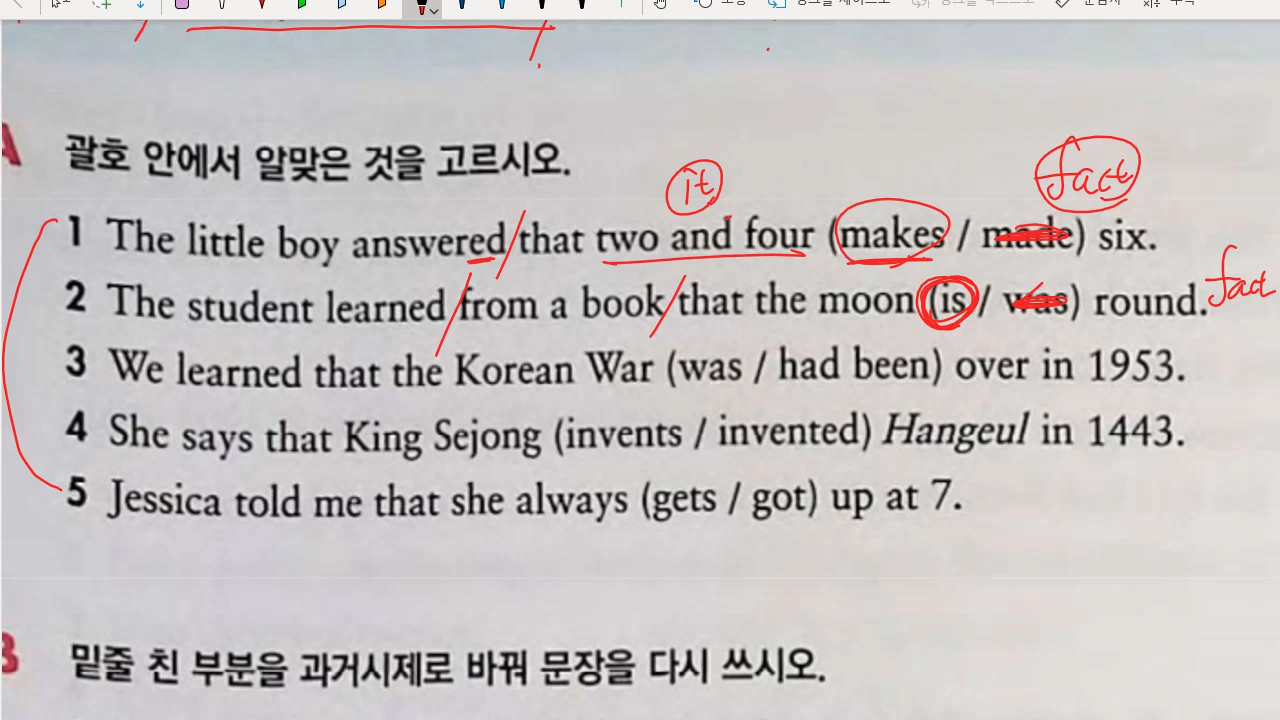 A 괄호 안에서 알맞은 것을 고르시오.
it fact
1 The little boy answered that two and four (makes / made) six.
2 The student learned from a book that the moon (is / was) round. fact
3 We learned that the Korean War (was / had been) over in 1953.
4 She says that King Sejong (invents / invented) Hangeul in 1443.
5 Jessica told me that she always (gets / got) up at 7.
B 밑줄 친 부분을 과거시제로 바꿔 문장을 다시 쓰시오.